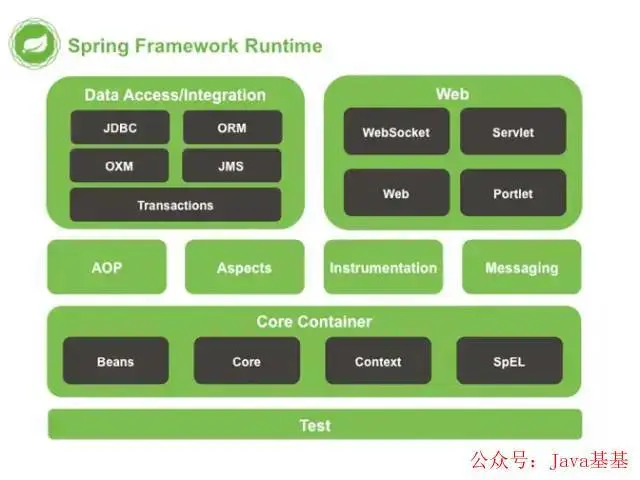 Spring Framework Runtime
Data Access/Integration
JDBC
ORM
OXM
JMS
Transactions
Web
WebSocket
Servlet
Web
Portlet
AOP
Aspects
Instrumentation
Messaging
Core Container
Beans
Core
Context
SpEL
Test
公众号：Java基基